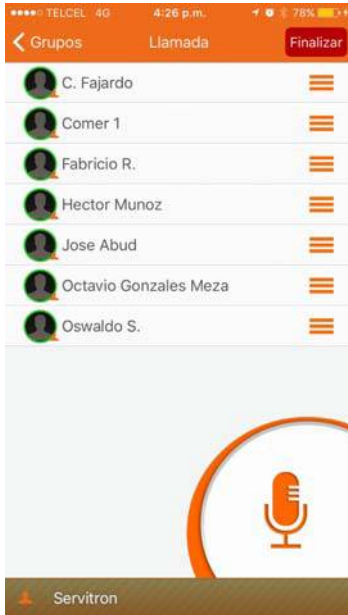 TELCEL 4G 4:26 p.m. 78%
Grupos Llamada Finalizar
C. Fajardo
Comer 1
Fabricio R.
Hector Munoz
Jose Abud
Octavio Gonzales Meza
Oswaldo S.
Servitron